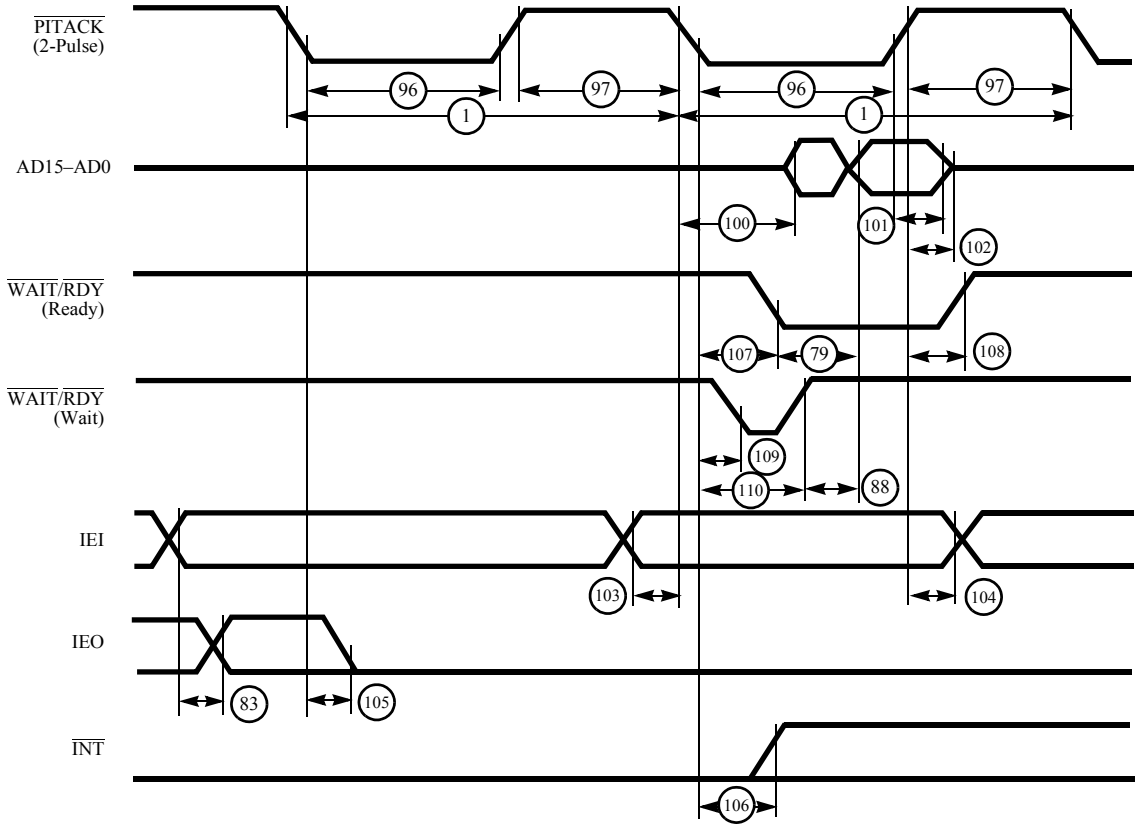 PITACK
(2-Pulse)
96
97
96
97
1
1
AD15–AD0
100
101
102
WAIT/RDY
(Ready)
107
79
108
WAIT/RDY
(Wait)
109
110
88
IEI
103
104
IEO
83
105
INT
106